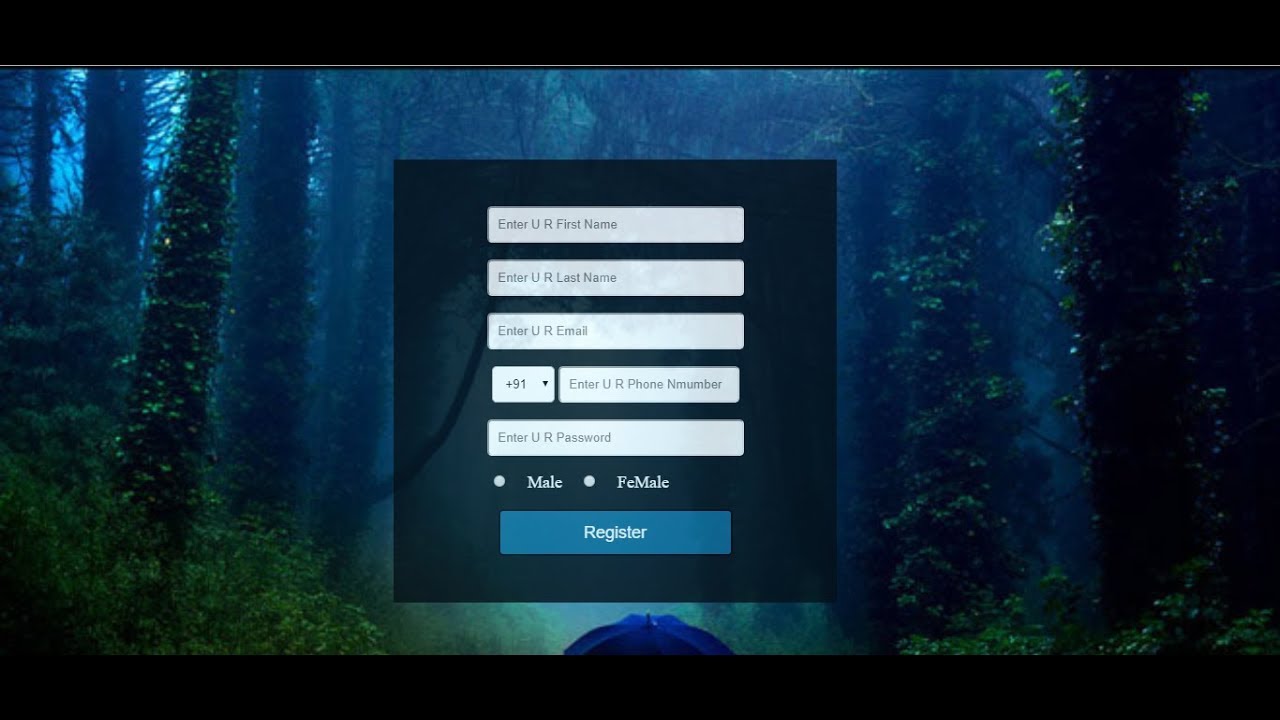 Enter U R First Name
Enter U R Last Name
Enter U R Email
+91 Enter U R Phone Nmumber
Enter U R Password
Male FeMale
Register